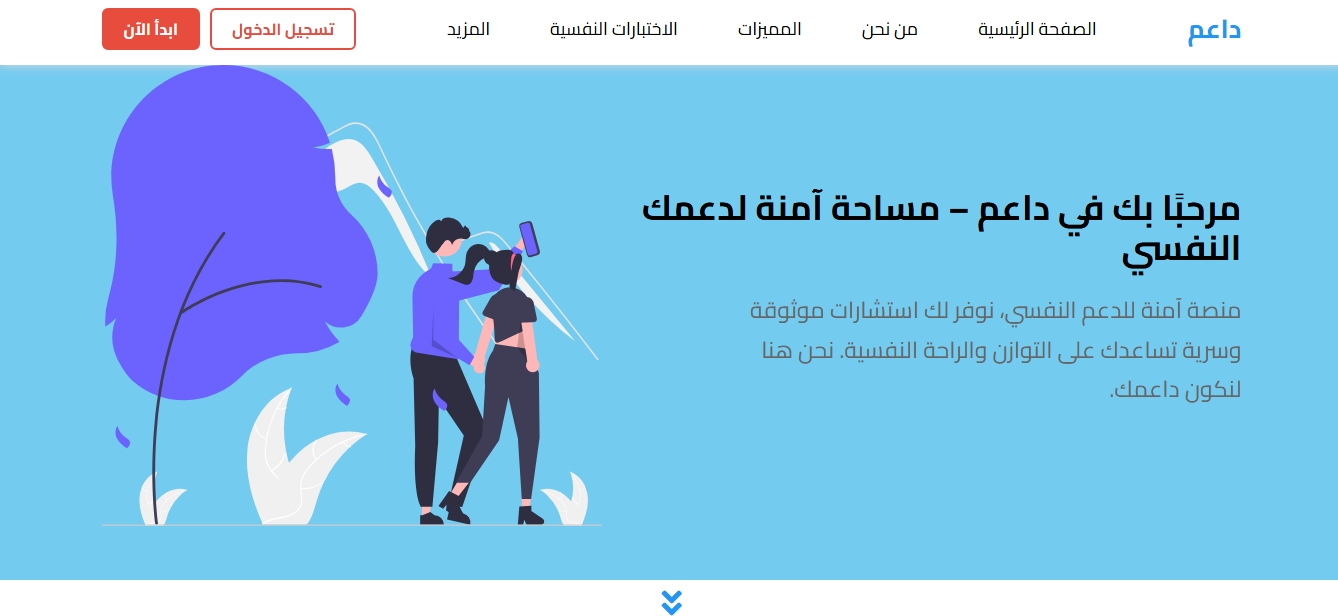 داعم
الصفحة الرئيسية
من نحن
المميزات
الاختبارات النفسية
المزيد
تسجيل الدخول
ابدأ الآن
مرحبًا بك في داعم – مساحة آمنة لدعمك
النفسي
منصة آمنة للدعم النفسي، نوفر لك استشارات موثوقة
وسرية تساعدك على التوازن والراحة النفسية. نحن هنا
لنكون داعمك.